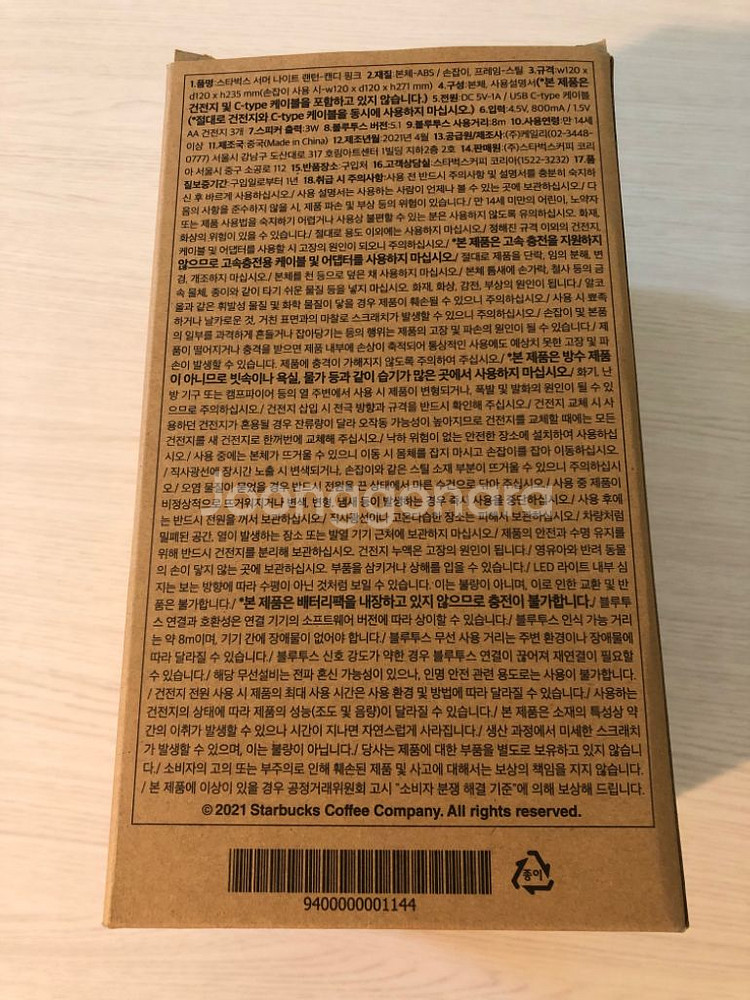 1.품명:스타벅스 서머 나이트 랜턴-캔디 핑크 2.재질:본체-ABS / 손잡이, 프레임-스틸 3.규격:w120 x
d120 x h235 mm(손잡이 사용 시-w120 x d120 x h271 mm) 4.구성:본체, 사용설명서(*본 제품은
건전지 및 C-type 케이블을 포함하고 있지 않습니다.) 5.전원:DC 5V-1A / USB C-type 케이블
(*절대로 건전지와 C-type 케이블을 동시에 사용하지 마십시오.) 6.입력:4.5V, 800mA / 1.5V
AA 건전지 3개 7.스피커 출력:3W 8.블루투스 버전:5.1 9.블루투스 사용거리:8m 10.사용연령:만 14세
이상 11.제조국:중국(Made in China) 12.제조년월:2021년 4월 13.공급원/제조사:(주)케일리(02-3448-
0777) 서울시 강남구 도산대로 317 호림아트센터 1빌딩 지하2층 2호 14.판매원:(주)스타벅스커피 코리
아 서울시 중구 소공로 112 15.반품장소:구입처 16.고객상담실:스타벅스커피 코리아(1522-3232) 17.품
질보증기간:구입일로부터 1년 18.취급 시 주의사항:사용 전 반드시 주의사항 및 설명서를 충분히 숙지하
신 후 바르게 사용하십시오./ 사용 설명서는 사용하는 사람이 언제나 볼 수 있는 곳에 보관하십시오./ 다
음의 사항을 준수하지 않을 시, 제품 파손 및 부상 등의 위험이 있습니다./ 만 14세 미만의 어린이, 노약자
또는 제품 사용법을 숙지하기 어렵거나 사용상 불편할 수 있는 분은 사용하지 않도록 유의하십시오. 화재,
화상의 위험이 있을 수 있습니다./ 절대로 용도 이외에는 사용하지 마십시오./ 정해진 규격 이외의 건전지,
케이블 및 어댑터를 사용할 시 고장의 원인이 되오니 주의하십시오./ *본 제품은 고속 충전을 지원하지
않으므로 고속충전용 케이블 및 어댑터를 사용하지 마십시오./ 절대로 제품을 단락, 임의 분해, 변
경, 개조하지 마십시오./ 본체를 천 등으로 덮은 채 사용하지 마십시오./ 본체 틈새에 손가락, 철사 등의 금
속 물체, 종이와 같이 타기 쉬운 물질 등을 넣지 마십시오. 화재, 화상, 감전, 부상의 원인이 됩니다./ 알코
올과 같은 휘발성 물질 및 화학 물질이 닿을 경우 제품이 훼손될 수 있으니 주의하십시오./ 사용 시 뾰족
하거나 날카로운 것, 거친 표면과의 마찰로 스크래치가 발생할 수 있으니 주의하십시오./ 손잡이 및 본품
의 일부를 과격하게 흔들거나 잡아당기는 등의 행위는 제품의 고장 및 파손의 원인이 될 수 있습니다./ 제
품이 떨어지거나 충격을 받으면 제품 내부에 손상이 축적되어 통상적인 사용에도 예상치 못한 고장 및 파
손이 발생할 수 있습니다. 제품에 충격이 가해지지 않도록 주의하여 주십시오./ *본 제품은 방수 제품
이 아니므로 빗속이나 욕실, 물가 등과 같이 습기가 많은 곳에서 사용하지 마십시오./ 화기, 난
방 기구 또는 캠프파이어 등의 열 주변에서 사용 시 제품이 변형되거나, 폭발 및 발화의 원인이 될 수 있
으므로 주의하십시오./ 건전지 삽입 시 전극 방향과 규격을 반드시 확인해 주십시오./ 건전지 교체 시 사
용하던 건전지가 혼용될 경우 잔류량이 달라 오작동 가능성이 높아지므로 건전지를 교체할 때에는 모든
건전지를 새 건전지로 한꺼번에 교체해 주십시오./ 낙하 위험이 없는 안전한 장소에 설치하여 사용하십시
오./ 사용 중에는 본체가 뜨거울 수 있으니 이동 시 몸체를 잡지 마시고 손잡이를 잡아 이동하십시오.
/ 직사광선에 장시간 노출 시 변색되거나, 손잡이와 같은 스틸 소재 부분이 뜨거울 수 있으니 주의하십시
오./ 오염 물질이 묻었을 경우 반드시 전원을 끈 상태에서 마른 수건으로 닦아 주십시오./ 사용 중 제품이
비정상적으로 뜨거워지거나 변색, 변형, 이취 등이 발생하는 경우 즉시 사용을 중지하십시오./ 사용 후에
는 반드시 전원을 꺼서 보관하십시오./ 직사광선이나 고온다습한 장소는 피해서 보관하십시오./ 차량처럼
밀폐된 공간, 열이 발생하는 장소 또는 발열 기기 근처에 보관하지 마십시오./ 제품의 안전과 수명 유지를
위해 반드시 건전지를 분리해 보관하십시오. 건전지 누액은 고장의 원인이 됩니다./ 영유아와 반려 동물
의 손이 닿지 않는 곳에 보관하십시오. 부품을 삼키거나 상해를 입을 수 있습니다./ LED 라이트 내부 심
지는 보는 방향에 따라 수평이 아닌 것처럼 보일 수 있습니다. 이는 불량이 아니며, 이로 인한 교환 및 반
품은 불가합니다./ *본 제품은 배터리팩을 내장하고 있지 않으므로 충전이 불가합니다./ 블루투
스 연결과 호환성은 연결 기기의 소프트웨어 버전에 따라 상이할 수 있습니다./ 블루투스 인식 가능 거리
는 약 8m이며, 기기 간에 장애물이 없어야 합니다./ 블루투스 무선 사용 거리는 주변 환경이나 장애물에
따라 달라질 수 있습니다./ 블루투스 신호 강도가 약한 경우 블루투스 연결이 끊어져 재연결이 필요할
수 있습니다./ 해당 무선설비는 전파 혼신 가능성이 있으나, 인명 안전 관련 용도로는 사용이 불가합니다.
/ 건전지 전원 사용 시 제품의 최대 사용 시간은 사용 환경 및 방법에 따라 달라질 수 있습니다./ 사용하는
건전지의 상태에 따라 제품의 성능(조도 및 음량)이 달라질 수 있습니다./ 본 제품은 소재의 특성상 약
간의 이취가 발생할 수 있으나 시간이 지나면 자연스럽게 사라집니다./ 생산 과정에서 미세한 스크래치
가 발생할 수 있으며, 이는 불량이 아닙니다./ 당사는 제품에 대한 부품을 별도로 보유하고 있지 않습니
다./ 소비자의 고의 또는 부주의로 인해 훼손된 제품 및 사고에 대해서는 보상의 책임을 지지 않습니다.
/ 본 제품에 이상이 있을 경우 공정거래위원회 고시 "소비자 분쟁 해결 기준"에 의해 보상해 드립니다.
© 2021 Starbucks Coffee Company. All rights reserved.
종이
9400000001144
Joonggonara